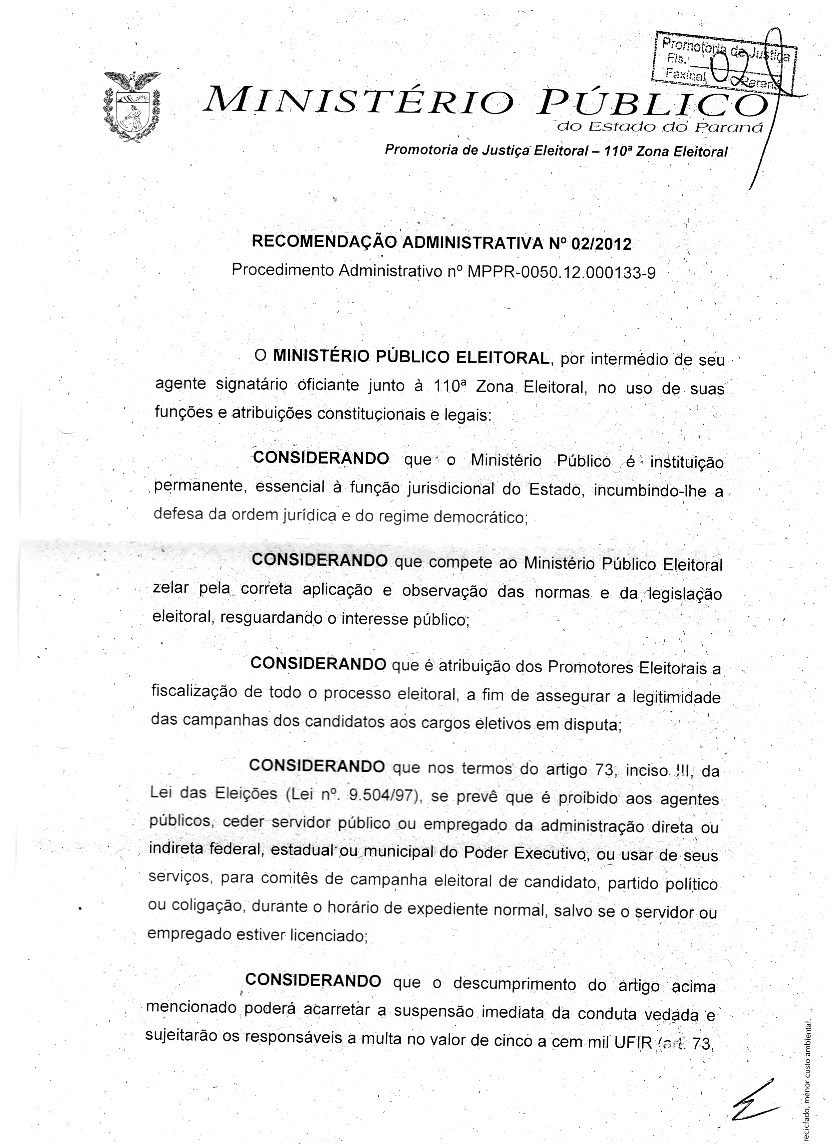 Promotoria de Justiça
Fls. 02
Faxinal Paraná
MINISTÉRIO PÚBLICO
do Estado do Paraná
Promotoria de Justiça Eleitoral – 110ª Zona Eleitoral
RECOMENDAÇÃO ADMINISTRATIVA Nº 02/2012
Procedimento Administrativo nº MPPR-0050.12.000133-9
O MINISTÉRIO PÚBLICO ELEITORAL, por intermédio de seu
agente signatário oficiante junto à 110ª Zona Eleitoral, no uso de suas
funções e atribuições constitucionais e legais:
CONSIDERANDO que o Ministério Público é instituição
permanente, essencial à função jurisdicional do Estado, incumbindo-lhe a
defesa da ordem jurídica e do regime democrático;
CONSIDERANDO que compete ao Ministério Público Eleitoral
zelar pela correta aplicação e observação das normas e da legislação
eleitoral, resguardando o interesse público;
CONSIDERANDO que é atribuição dos Promotores Eleitorais a
fiscalização de todo o processo eleitoral, a fim de assegurar a legitimidade
das campanhas dos candidatos aos cargos eletivos em disputa;
CONSIDERANDO que nos termos do artigo 73, inciso III, da
Lei das Eleições (Lei nº. 9.504/97), se prevê que é proibido aos agentes
públicos, ceder servidor público ou empregado da administração direta ou
indireta federal, estadual ou municipal do Poder Executivo, ou usar de seus
serviços, para comitês de campanha eleitoral de candidato, partido político
ou coligação, durante o horário de expediente normal, salvo se o servidor ou
empregado estiver licenciado;
CONSIDERANDO que o descumprimento do artigo acima
mencionado poderá acarretar a suspensão imediata da conduta vedada e
sujeitarão os responsáveis a multa no valor de cinco a cem mil UFIR (art. 73,
reciclado, menor custo ambiental.